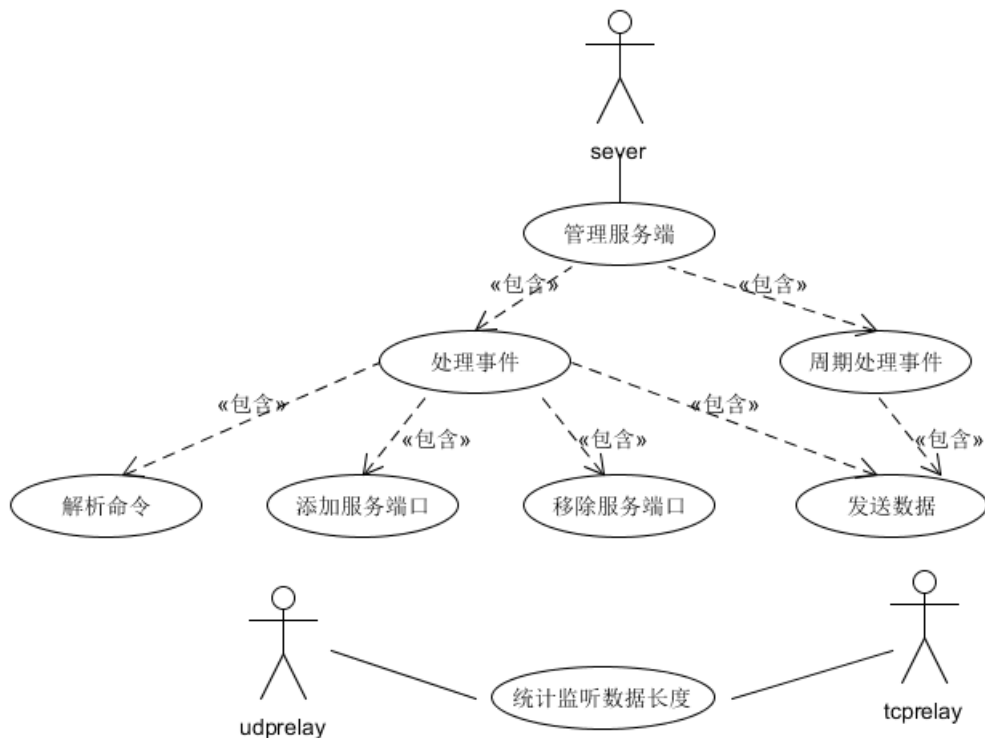 sever
管理服务端
«包含»
«包含»
处理事件
周期处理事件
«包含»
«包含»
«包含»
«包含»
«包含»
解析命令
添加服务端口
移除服务端口
发送数据
统计监听数据长度
udprelay
tcprelay